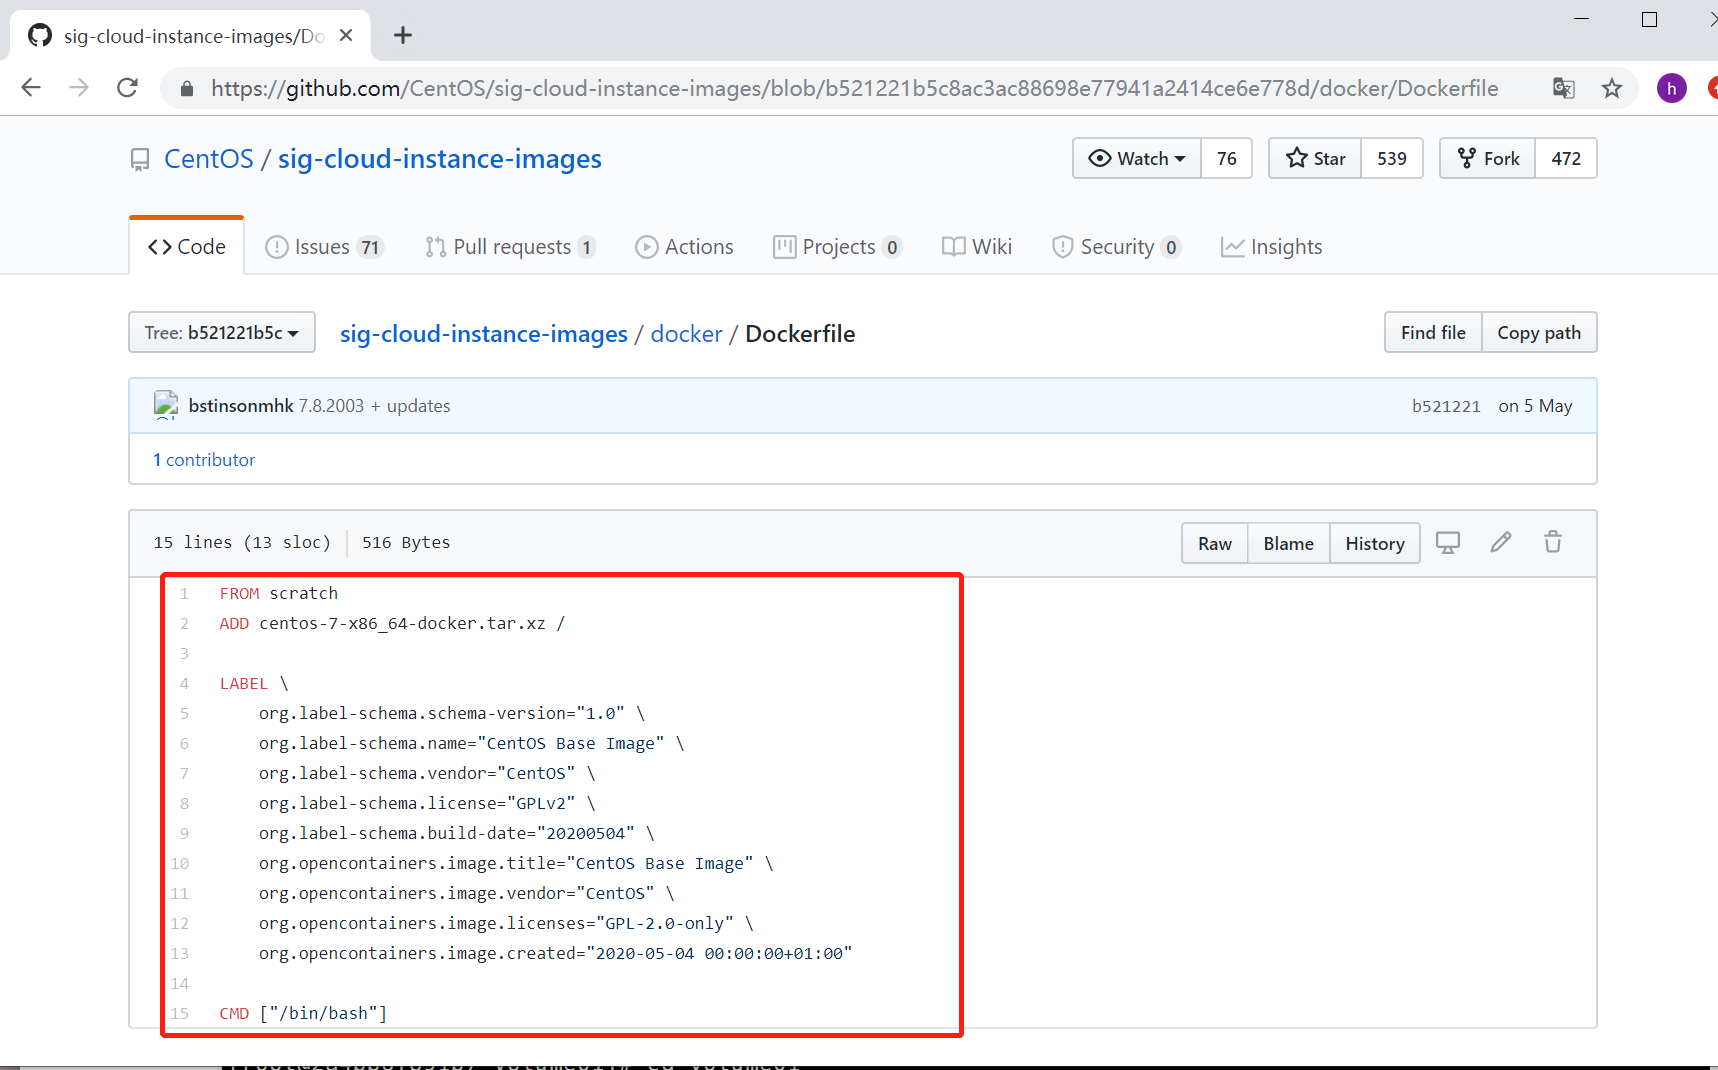 sig-cloud-instance-images/Do
https://github.com/CentOS/sig-cloud-instance-images/blob/b521221b5c8ac3ac88698e77941a2414ce6e778d/docker/Dockerfile
h
CentOS / sig-cloud-instance-images
Watch 76 Star 539 Fork 472
Code Issues 71 Pull requests 1 Actions Projects 0 Wiki Security 0 Insights
Tree: b521221b5c sig-cloud-instance-images / docker / Dockerfile Find file Copy path
bstinsonmhk 7.8.2003 + updates b521221 on 5 May
1 contributor
15 lines (13 sloc) 516 Bytes Raw Blame History
1 FROM scratch
2 ADD centos-7-x86_64-docker.tar.xz /
3
4 LABEL \
5 org.label-schema.schema-version="1.0" \
6 org.label-schema.name="CentOS Base Image" \
7 org.label-schema.vendor="CentOS" \
8 org.label-schema.license="GPLv2" \
9 org.label-schema.build-date="20200504" \
10 org.opencontainers.image.title="CentOS Base Image" \
11 org.opencontainers.image.vendor="CentOS" \
12 org.opencontainers.image.licenses="GPL-2.0-only" \
13 org.opencontainers.image.created="2020-05-04 00:00:00+01:00"
14
15 CMD ["/bin/bash"]